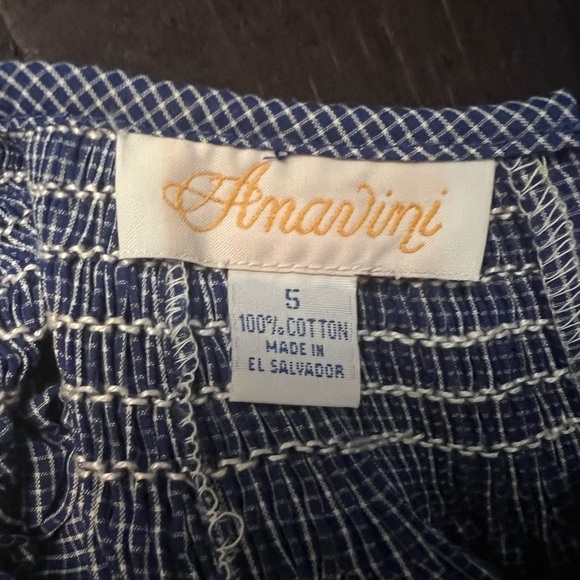 Anavini
5
100% COTTON
MADE IN
EL SALVADOR